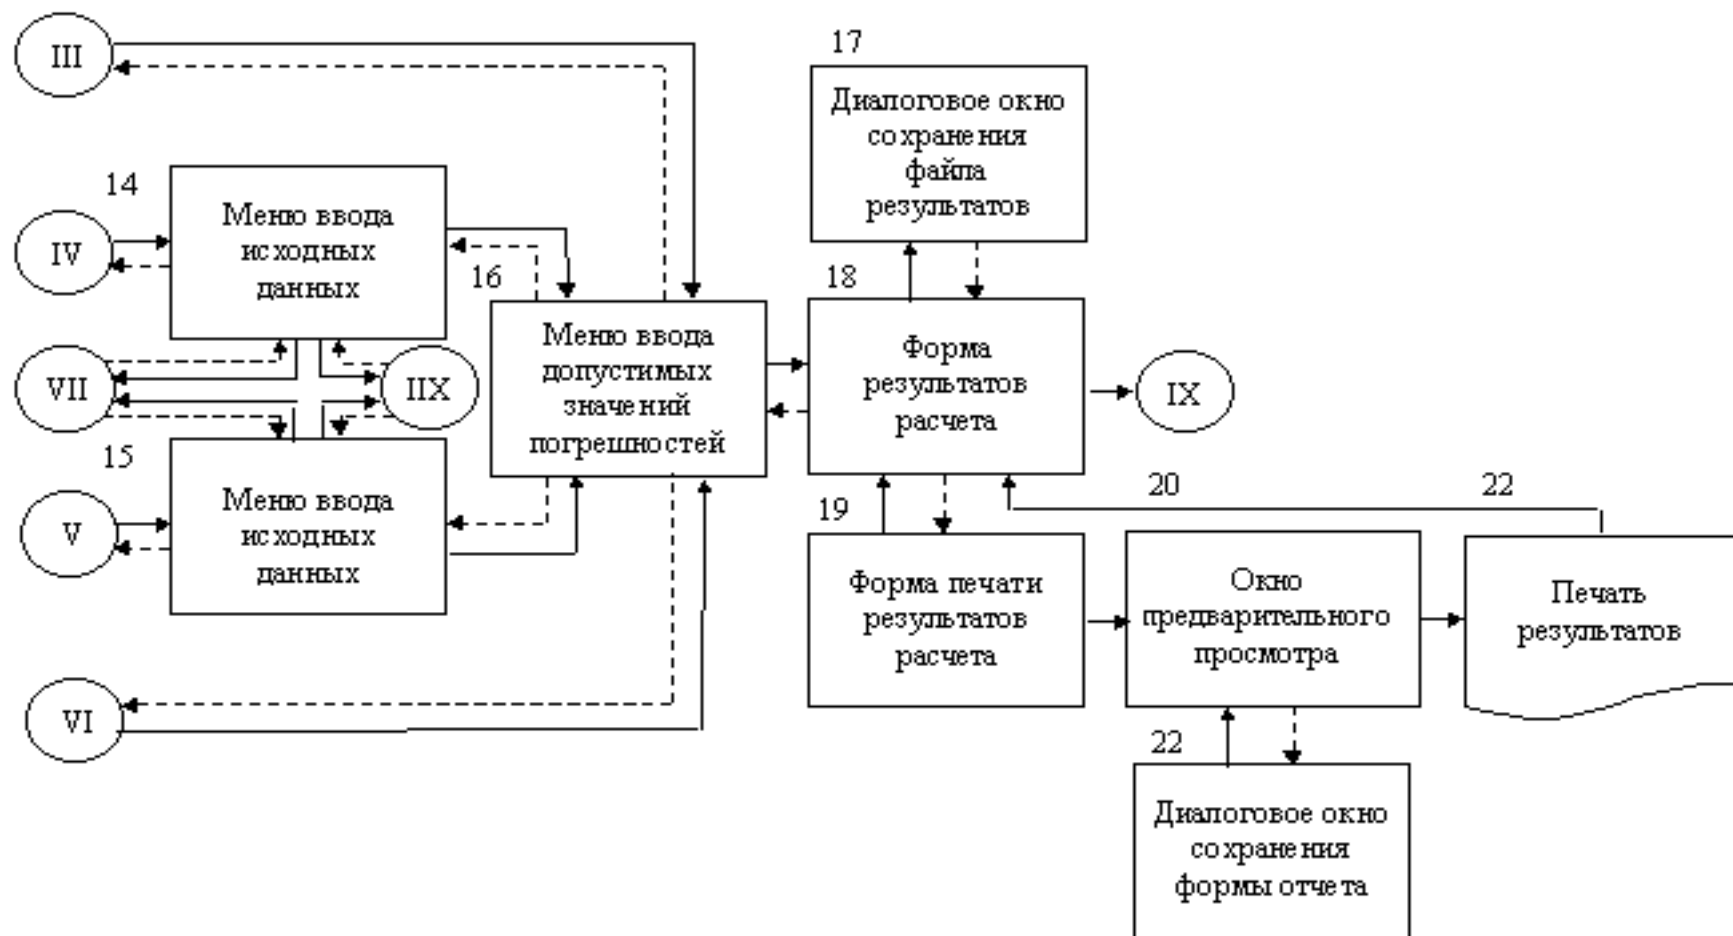 III
17
Диалоговое окно
сохранения
файла
результатов
14
Меню ввода
исходных
данных
IV
16
Меню ввода
допустимых
значений
погрешностей
18
Форма
результатов
расчета
VII
IIX
IX
15
Меню ввода
исходных
данных
V
19
Форма печати
результатов
расчета
20
Окно
предварительного
просмотра
22
Печать
результатов
VI
22
Диалоговое окно
сохранения
формы отчета